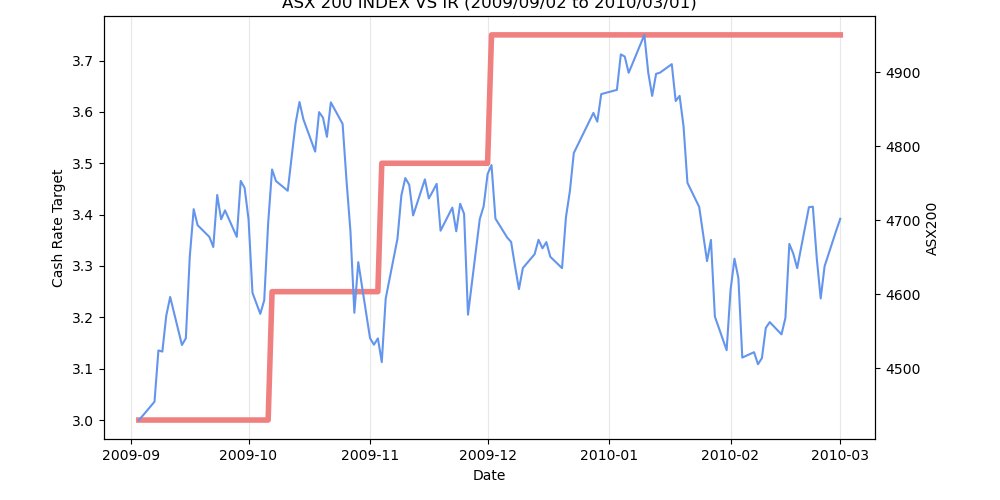 ASX 200 INDEX VS IR (2009/09/02 to 2010/03/01)
3.7
3.6
3.5
3.4
3.3
3.2
3.1
3.0
Cash Rate Target
4900
4800
4700
4600
4500
ASX200
2009-09 2009-10 2009-11 2009-12 2010-01 2010-02 2010-03
Date